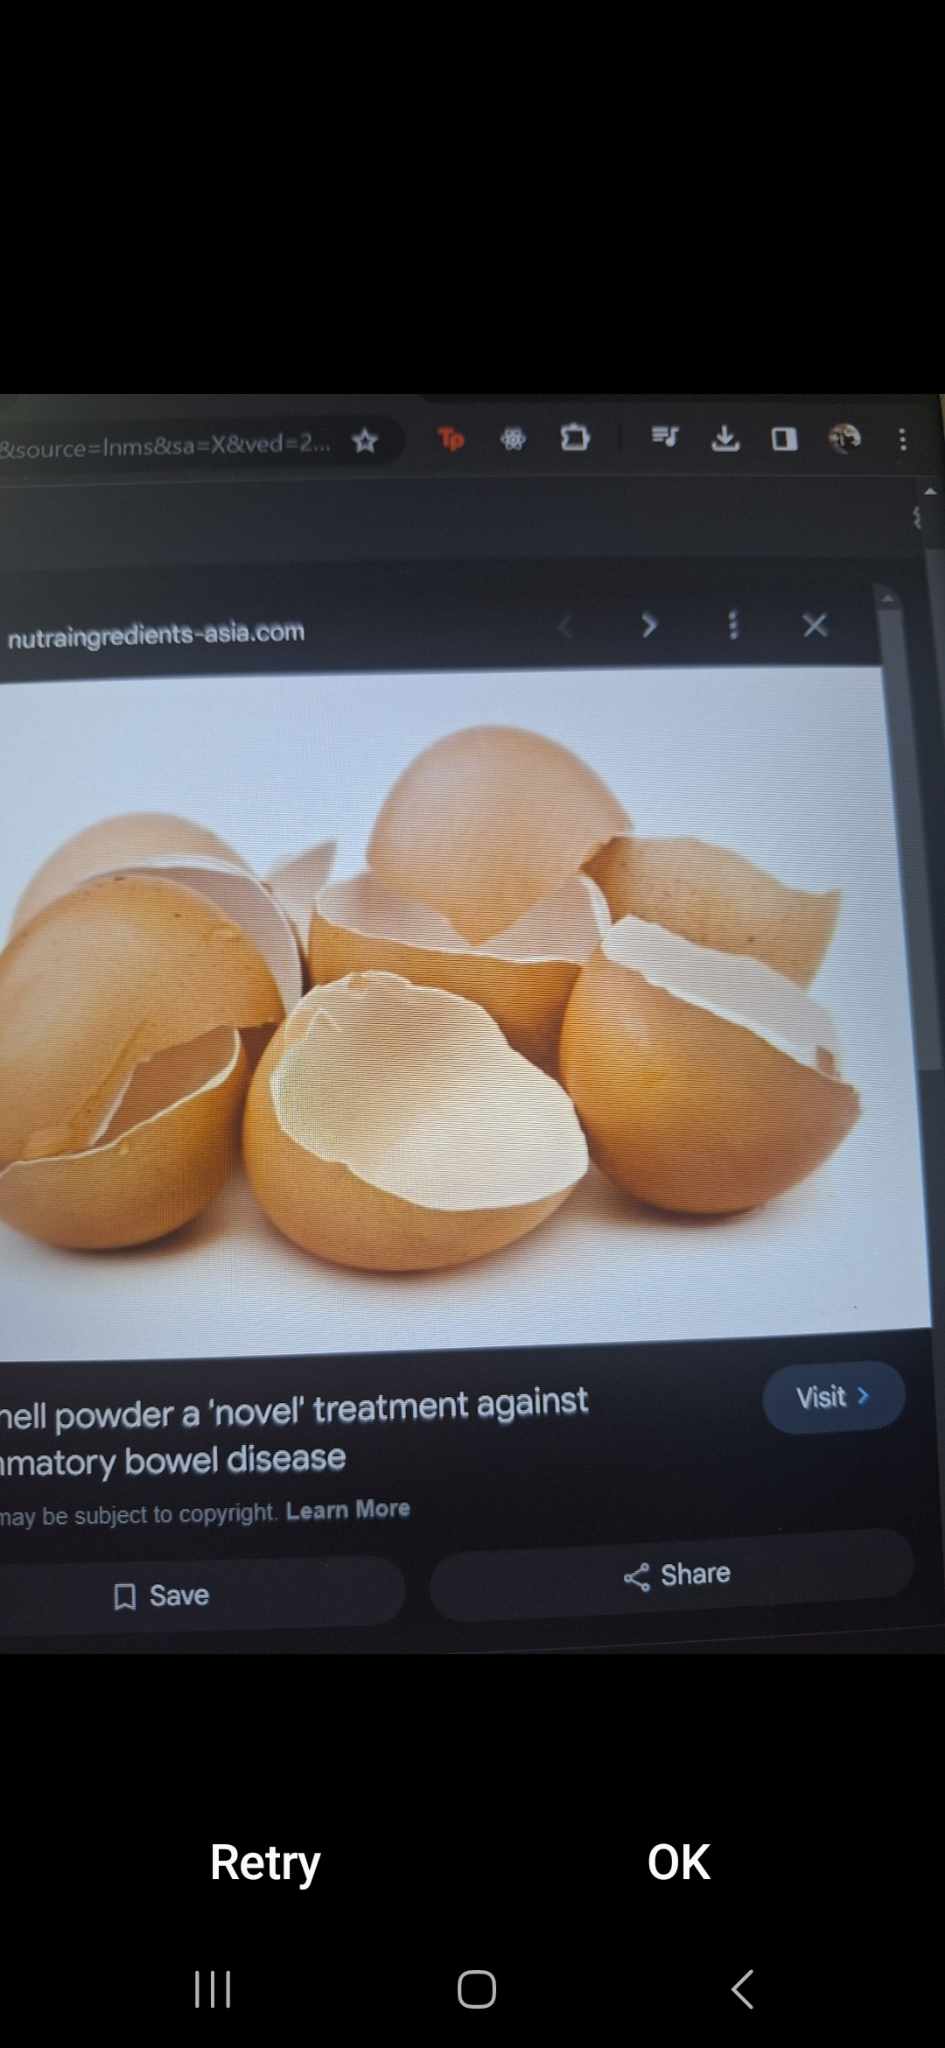 &source=lnms&sa=X&ved=2...
Tp
nutraingredients-asia.com
hell powder a 'novel' treatment against
mmatory bowel disease
may be subject to copyright. Learn More
Visit
Save
Share
Retry
OK